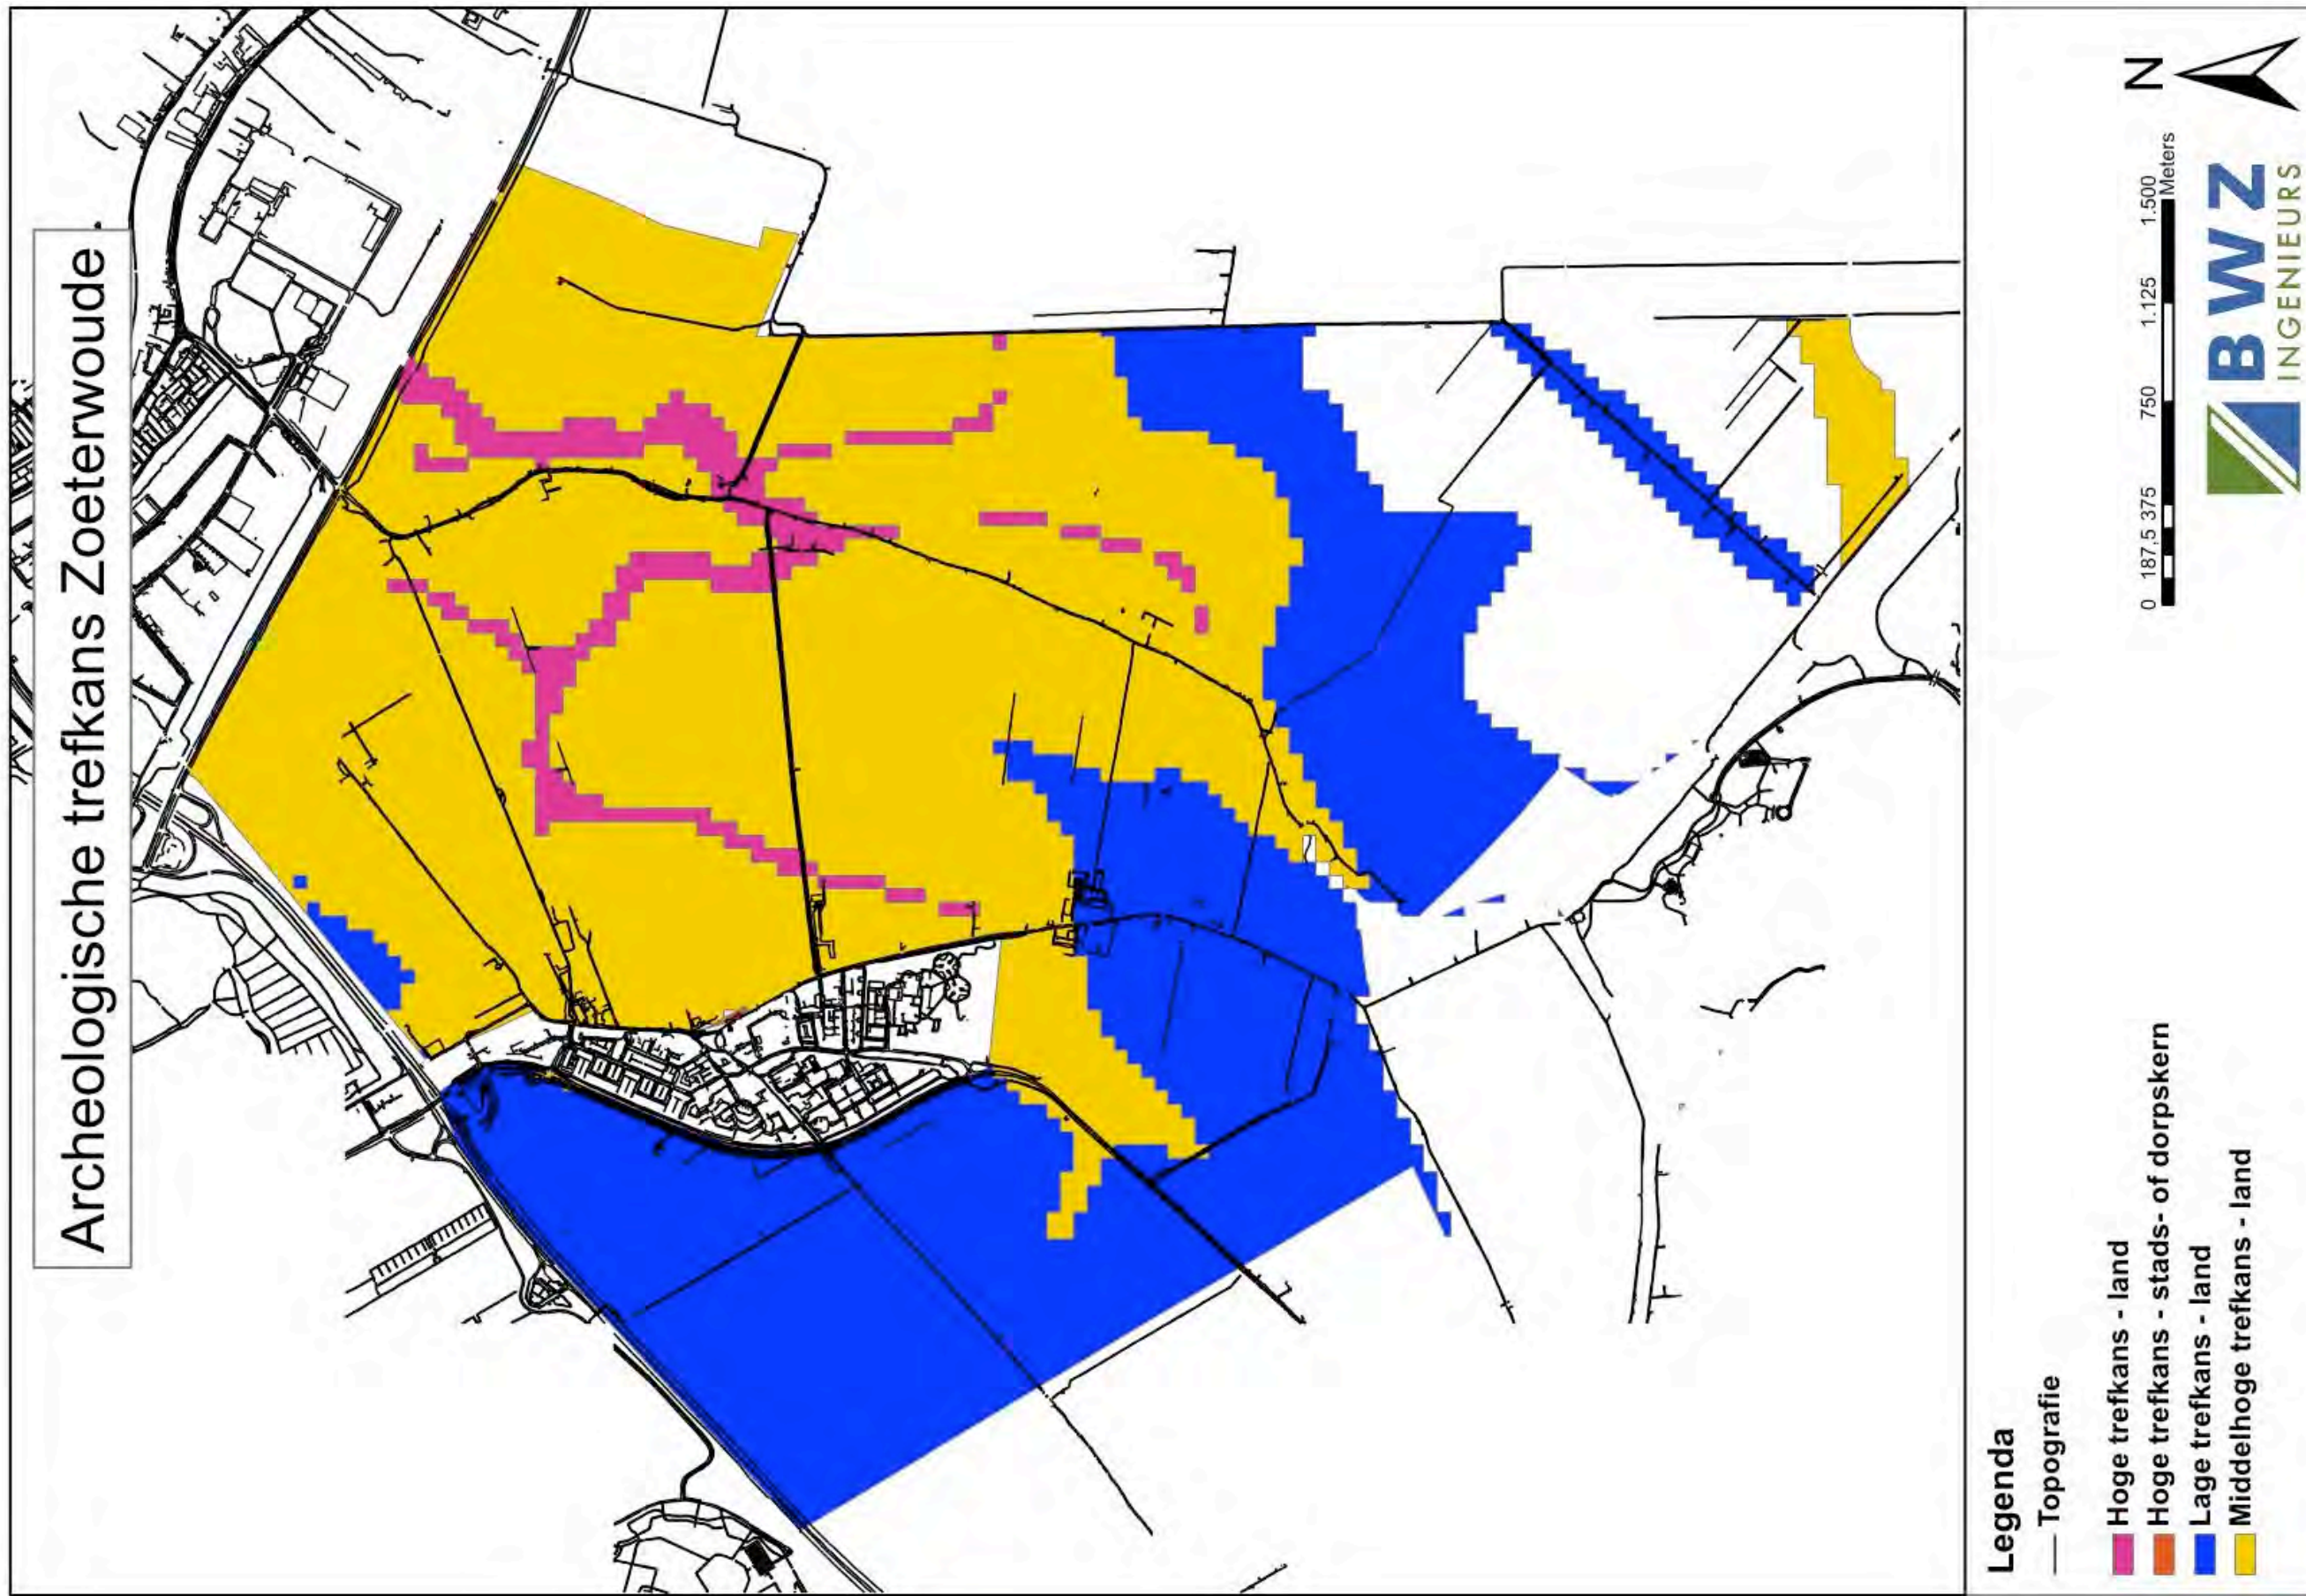 Archeologische trefkans Zoeterwoude
Legenda
Topografie
Hoge trefkans - land
Hoge trefkans - stads- of dorpskern
Lage trefkans - land
Middelhoge trefkans - land
0 187,5 375 750 1.125 1.500
Meters
N
BWZ
INGENIEURS